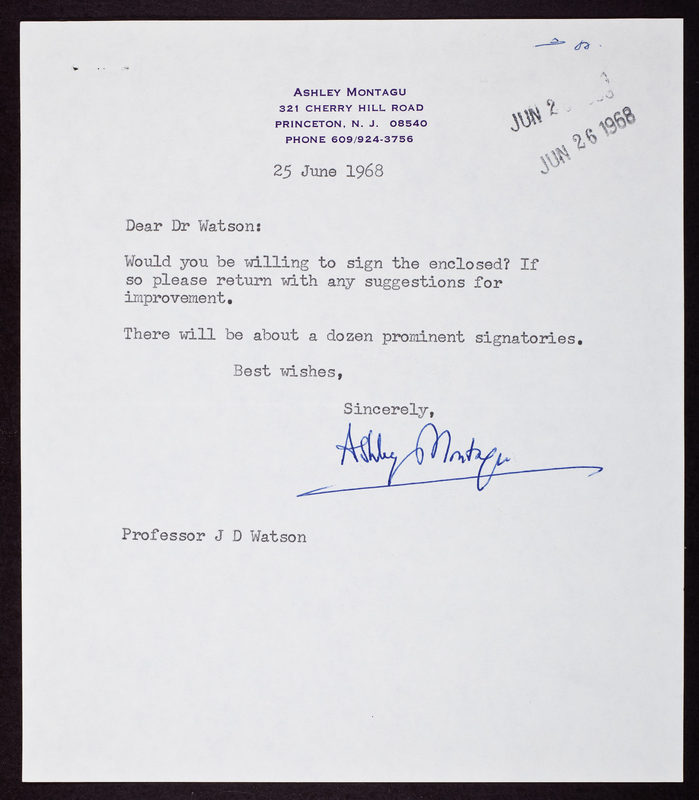 ASHLEY MONTAGU
321 CHERRY HILL ROAD
PRINCETON, N. J. 08540
PHONE 609/924-3756
JUN 2
JUN 26 1968
25 June 1968
Dear Dr Watson:
Would you be willing to sign the enclosed? If
so please return with any suggestions for
improvement.
There will be about a dozen prominent signatories.
Best wishes,
Sincerely,
Ashley Montagu
Professor J D Watson